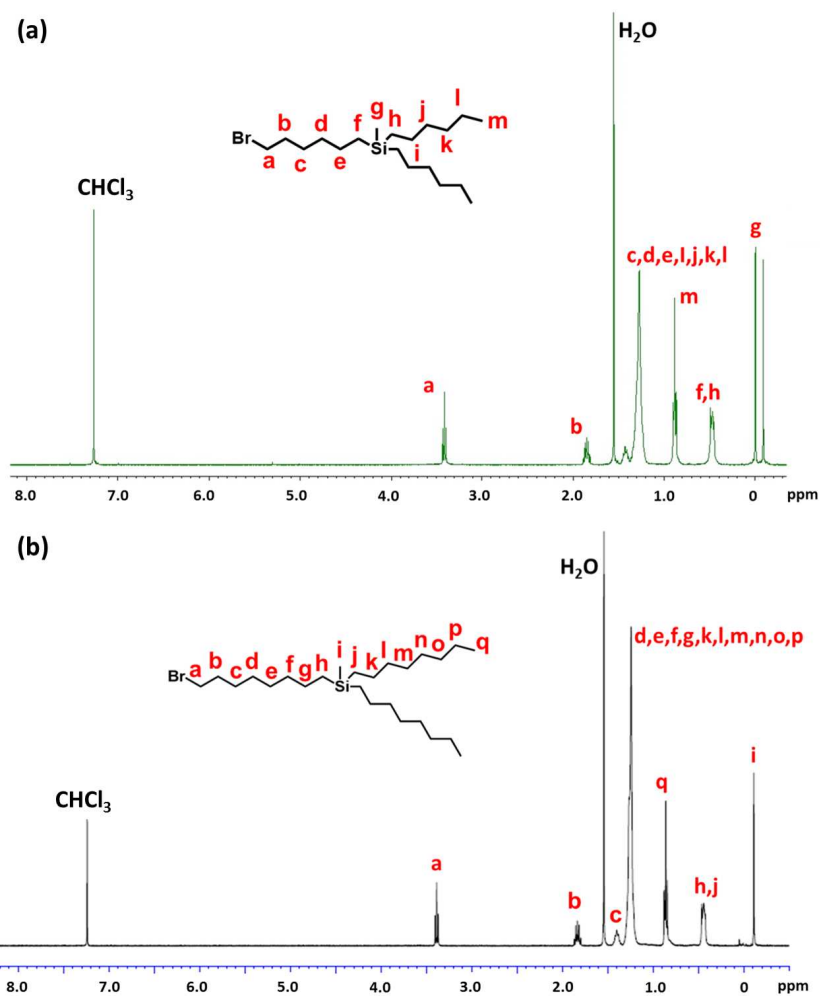 (a)
H2O
g
j
l
b
d
f
h
m
Br
Si
k
a
c
e
i
CHCl3
g
c,d,e,I,j,k,l
m
a
f,h
b
8.0 7.0 6.0 5.0 4.0 3.0 2.0 1.0 0 ppm
(b)
H2O
d,e,f,g,k,l,m,n,o,p
i
j
l
n
o
p
q
b
d
f
h
k
m
Br
a
c
e
g
Si
i
q
CHCl3
a
h,j
b
c
8.0 7.0 6.0 5.0 4.0 3.0 2.0 1.0 0 ppm